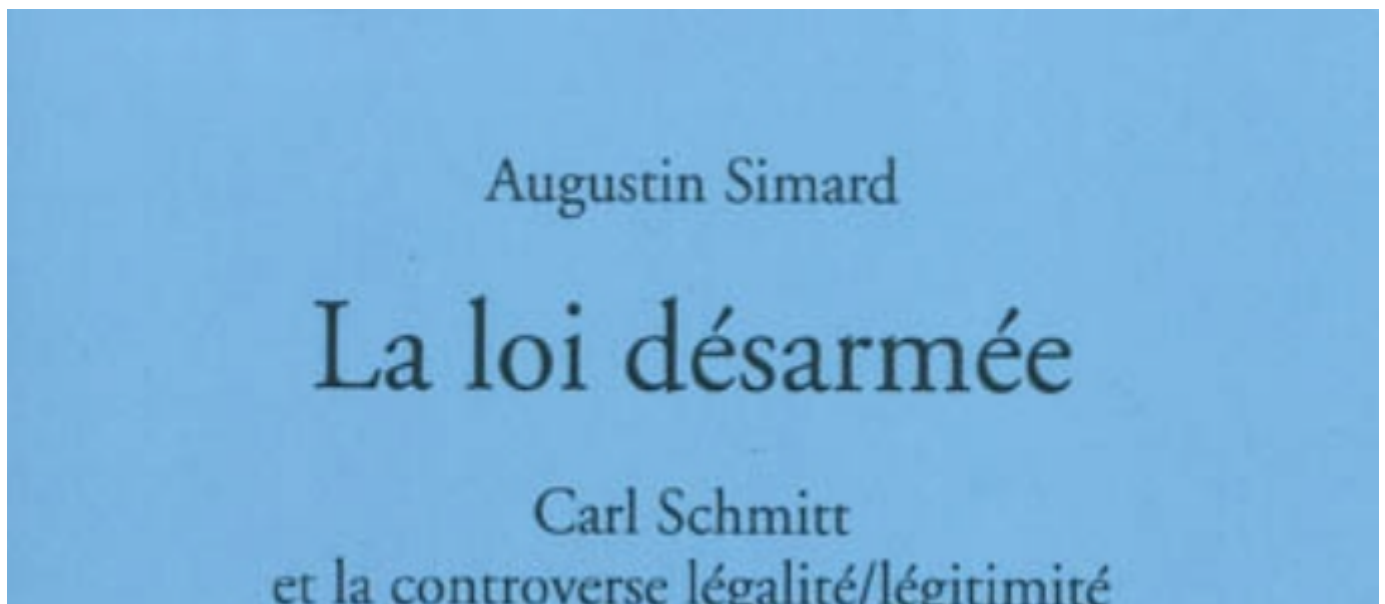 Augustin Simard
La loi désarmée
Carl Schmitt
et la controverse légalité/légitimité